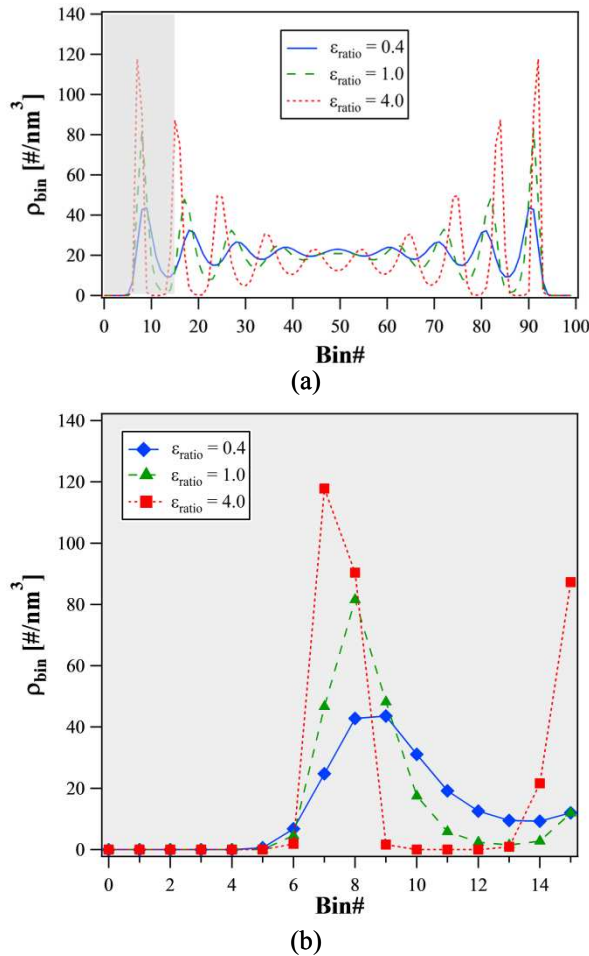 140
120
100
80
60
40
20
0
ρbin [#/nm³]
εratio = 0.4
εratio = 1.0
εratio = 4.0
0 10 20 30 40 50 60 70 80 90 100
Bin#
(a)
140
120
100
80
60
40
20
0
ρbin [#/nm³]
εratio = 0.4
εratio = 1.0
εratio = 4.0
0 2 4 6 8 10 12 14
Bin#
(b)